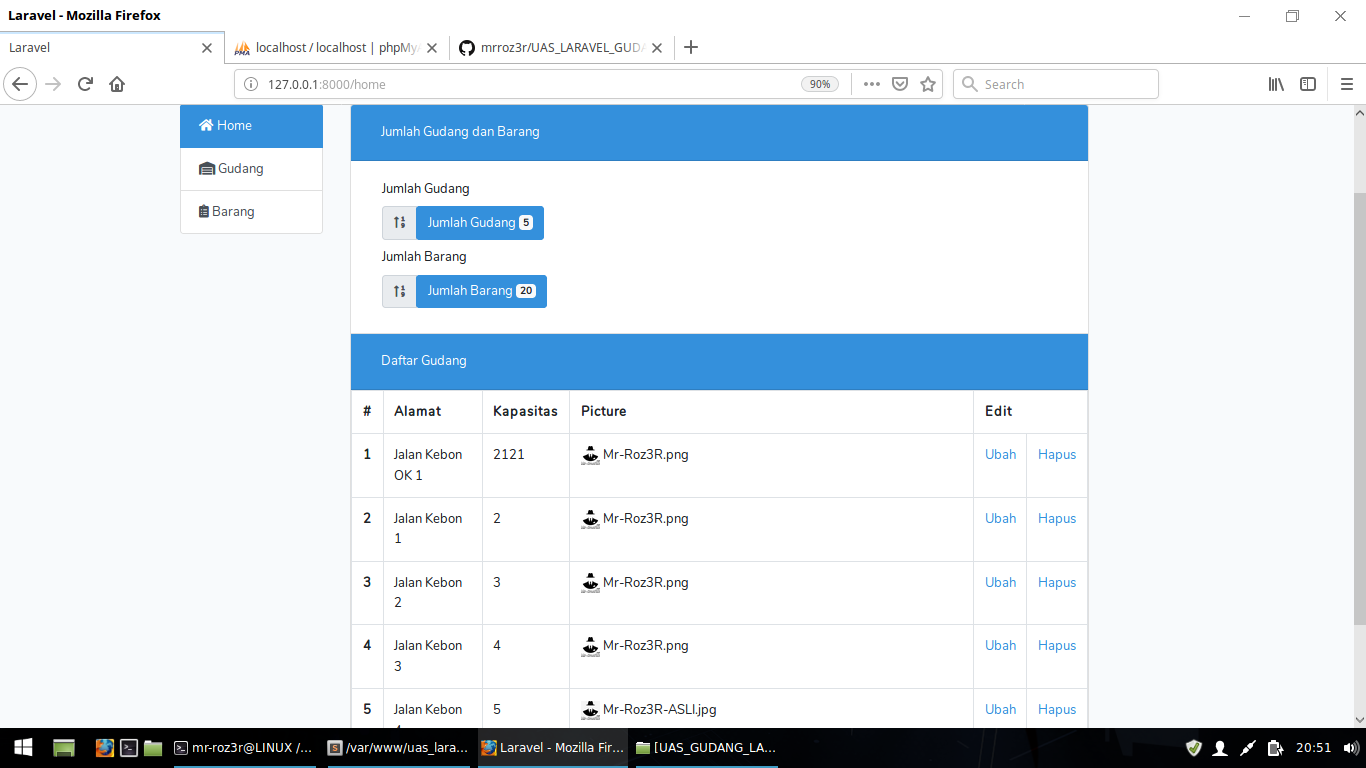 Laravel - Mozilla Firefox
Laravel
localhost / localhost | phpMyA
mrroz3r/UAS_LARAVEL_GUDA
127.0.0.1:8000/home
90%
Search
Home
Gudang
Barang
Jumlah Gudang dan Barang
Jumlah Gudang
Jumlah Gudang 5
Jumlah Barang
Jumlah Barang 20
Daftar Gudang
# Alamat Kapasitas Picture Edit
1 Jalan Kebon 2121 Mr-Roz3R.png Ubah Hapus
OK 1
2 Jalan Kebon 2 Mr-Roz3R.png Ubah Hapus
1
3 Jalan Kebon 3 Mr-Roz3R.png Ubah Hapus
2
4 Jalan Kebon 4 Mr-Roz3R.png Ubah Hapus
3
5 Jalan Kebon 5 Mr-Roz3R-ASLI.jpg Ubah Hapus
mr-roz3r@LINUX /... /var/www/uas_lara... Laravel - Mozilla Fir... [UAS_GUDANG_LA... 20:51